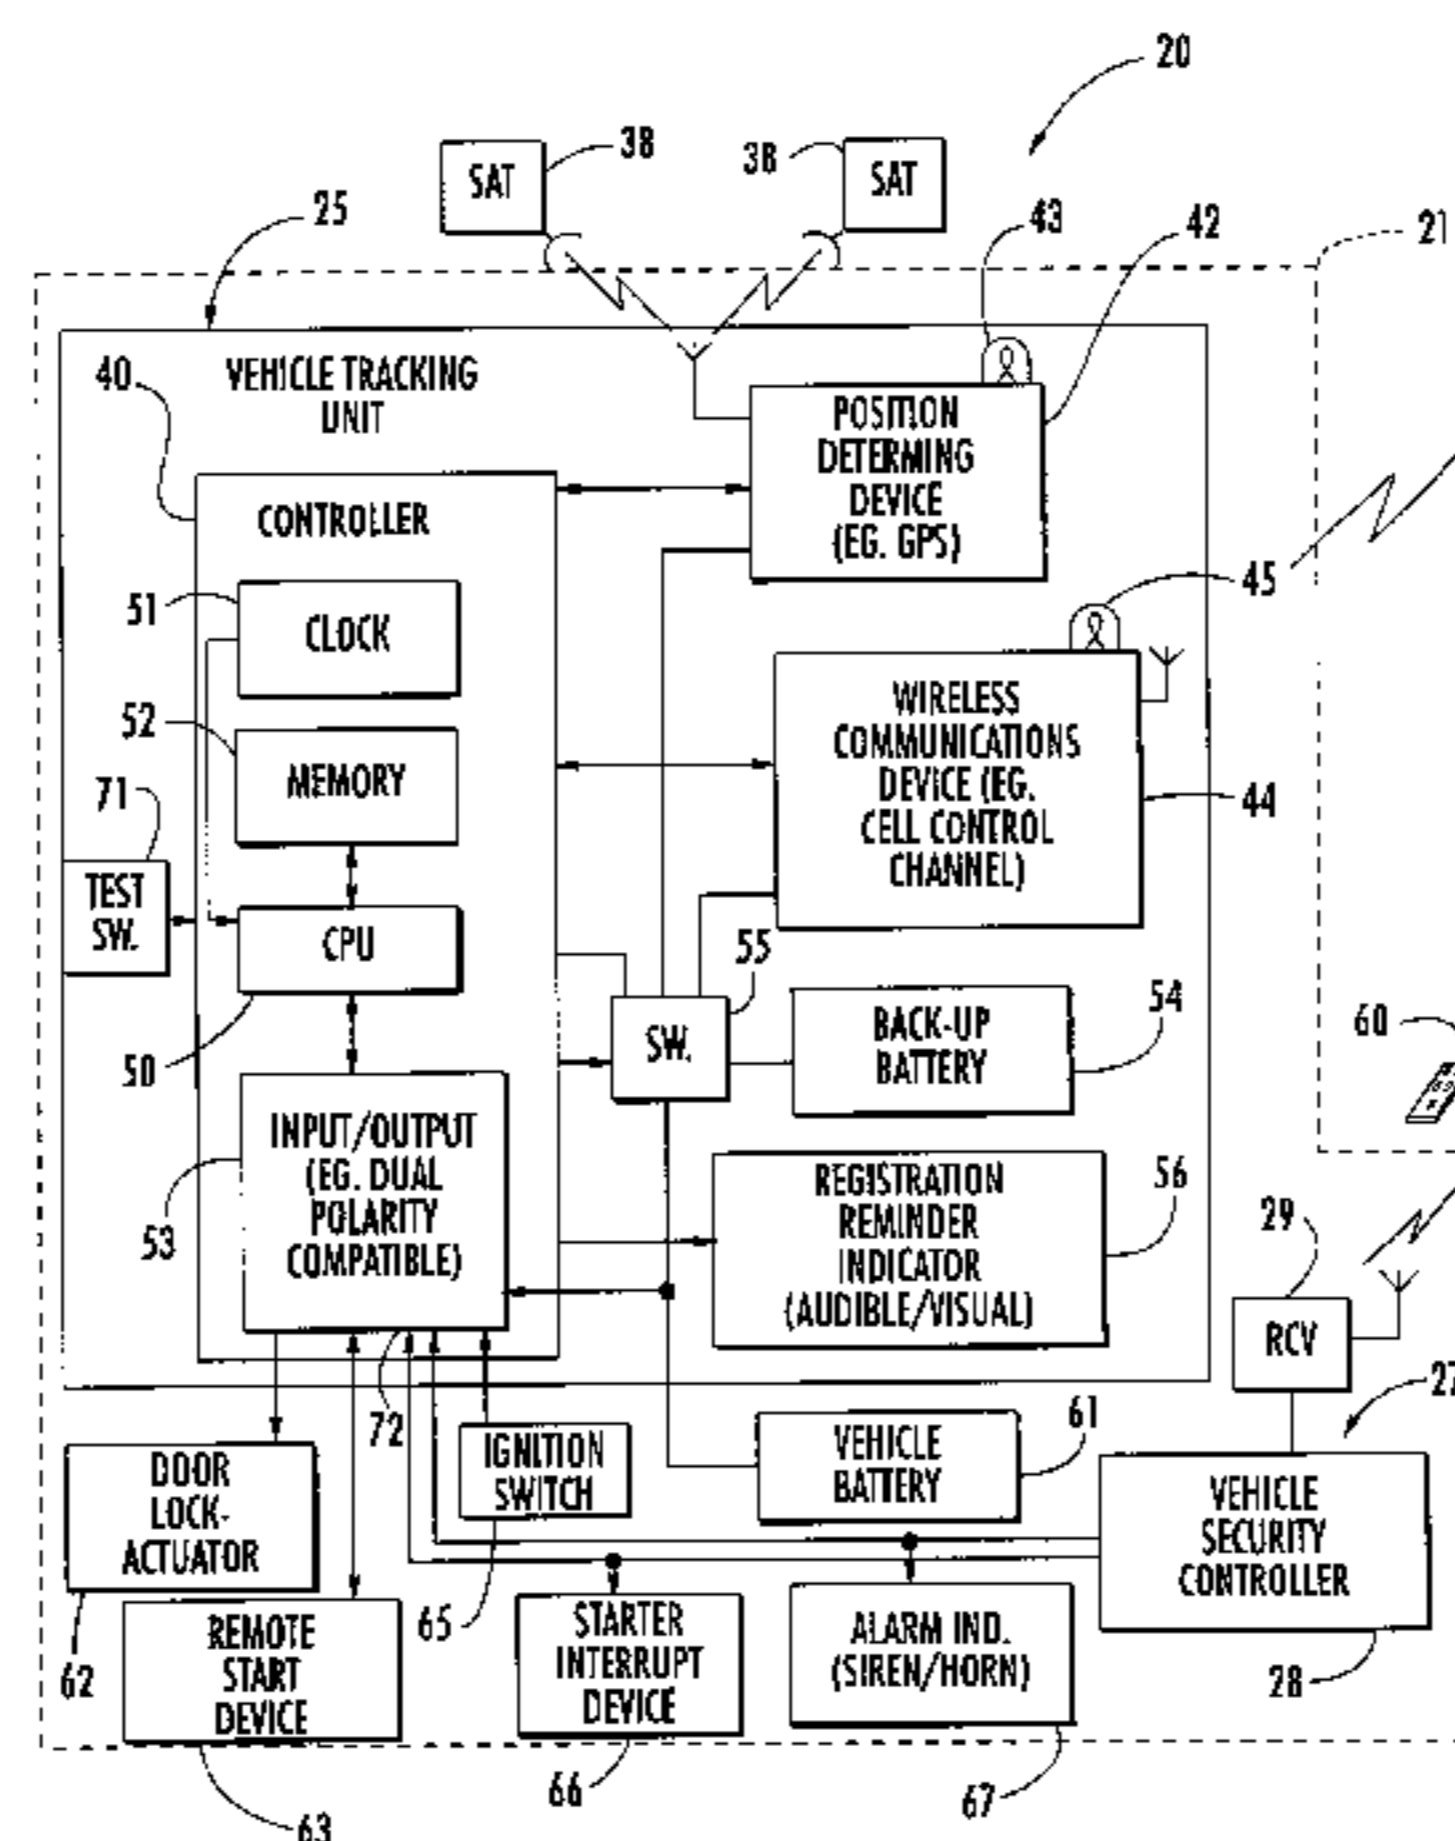 20
SAT
38
38
SAT
25
43
42
21
40
VEHICLE TRACKING
UNIT
POSITION
DETERMING
DEVICE
(EG. GPS)
CONTROLLER
51
CLOCK
45
52
MEMORY
WIRELESS
COMMUNICATIONS
DEVICE (EG.
CELL CONTROL
CHANNEL)
44
71
TEST
SW.
CPU
50
55
SW.
BACK-UP
BATTERY
54
60
INPUT/OUTPUT
(EG. DUAL
POLARITY
COMPATIBLE)
53
REGISTRATION
REMINDER
INDICATOR
(AUDIBLE/VISUAL)
56
29
RCV
27
72
IGNITION
SWITCH
65
VEHICLE
BATTERY
61
DOOR
LOCK-
ACTUATOR
62
VEHICLE
SECURITY
CONTROLLER
28
REMOTE
START
DEVICE
63
STARTER
INTERRUPT
DEVICE
66
ALARM IND.
(SIREN/HORN)
67